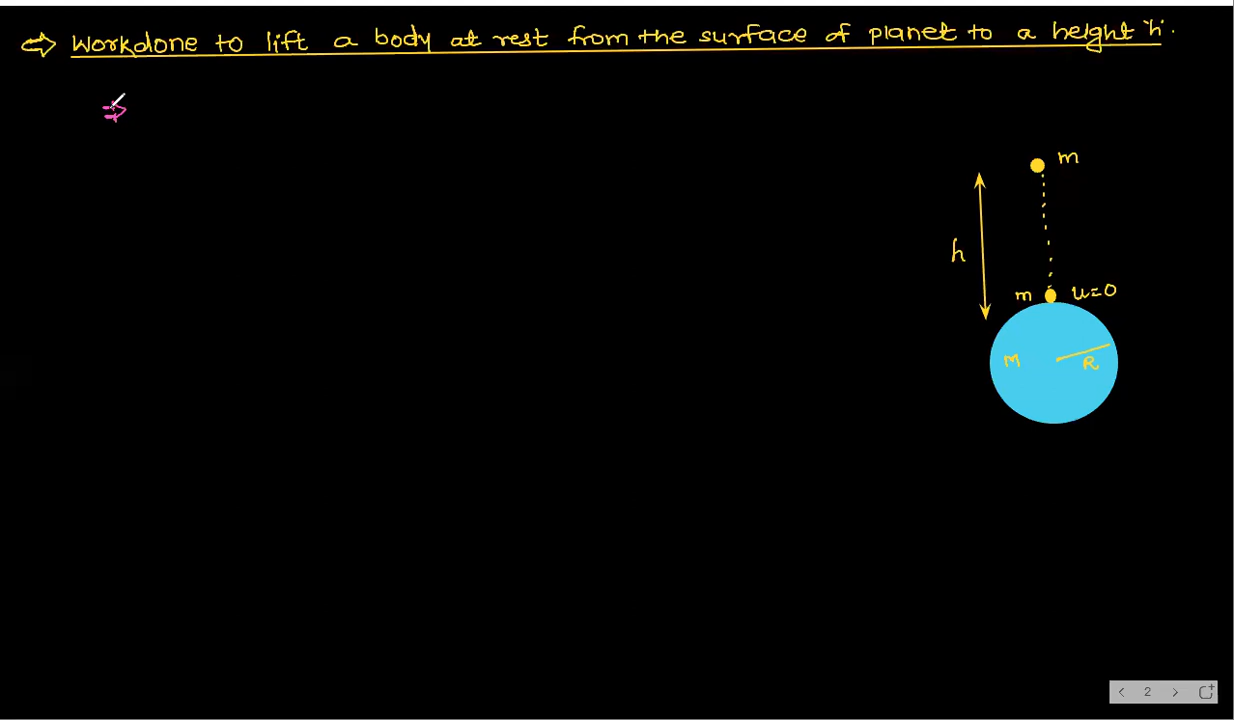 ⇒ Workdone to lift a body at rest from the surface of planet to a height 'h'.
⇒
m
h
m u=0
M R
2